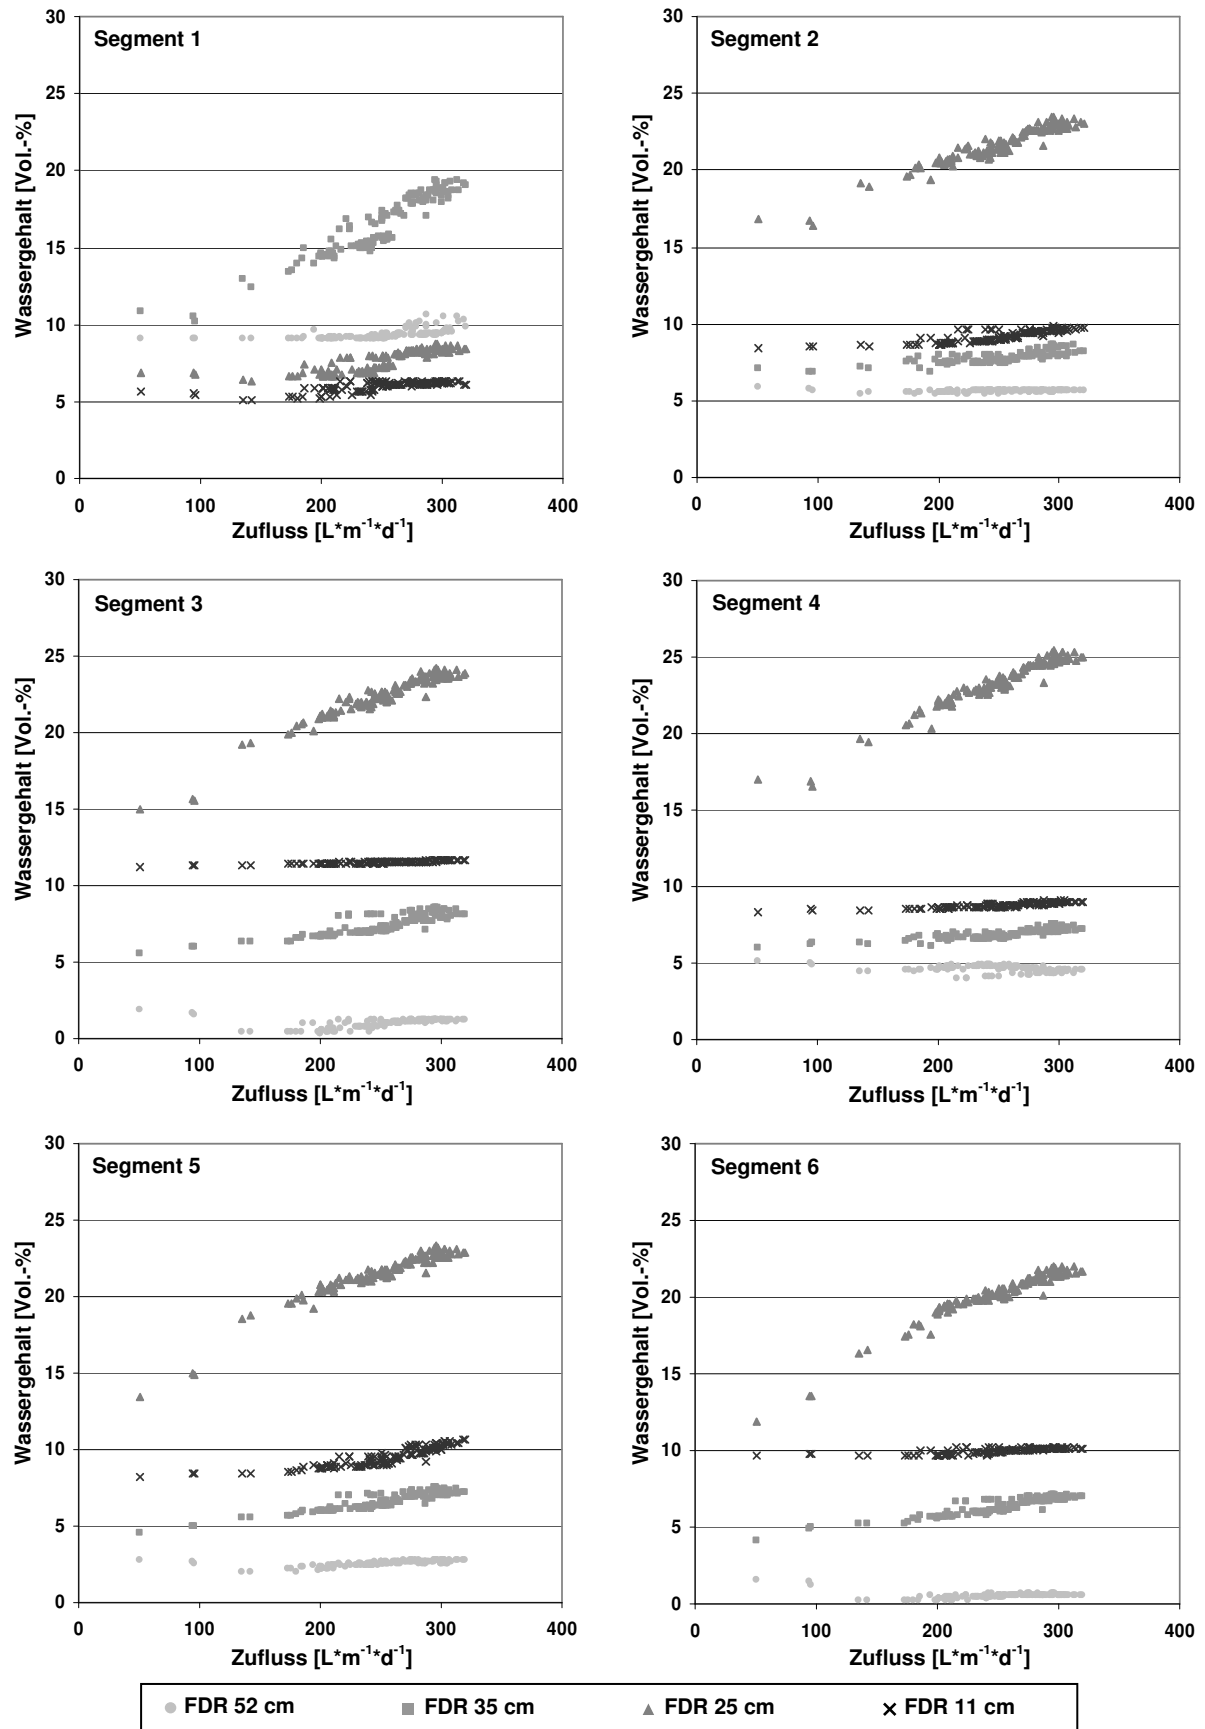 Segment 1
Wassergehalt [Vol.-%]
30
25
20
15
10
5
0
0 100 200 300 400
Zufluss [L*m⁻¹*d⁻¹]
Segment 2
Wassergehalt [Vol.-%]
30
25
20
15
10
5
0
0 100 200 300 400
Zufluss [L*m⁻¹*d⁻¹]
Segment 3
Wassergehalt [Vol.-%]
30
25
20
15
10
5
0
0 100 200 300 400
Zufluss [L*m⁻¹*d⁻¹]
Segment 4
Wassergehalt [Vol.-%]
30
25
20
15
10
5
0
0 100 200 300 400
Zufluss [L*m⁻¹*d⁻¹]
Segment 5
Wassergehalt [Vol.-%]
30
25
20
15
10
5
0
0 100 200 300 400
Zufluss [L*m⁻¹*d⁻¹]
Segment 6
Wassergehalt [Vol.-%]
30
25
20
15
10
5
0
0 100 200 300 400
Zufluss [L*m⁻¹*d⁻¹]
FDR 52 cm FDR 35 cm FDR 25 cm FDR 11 cm